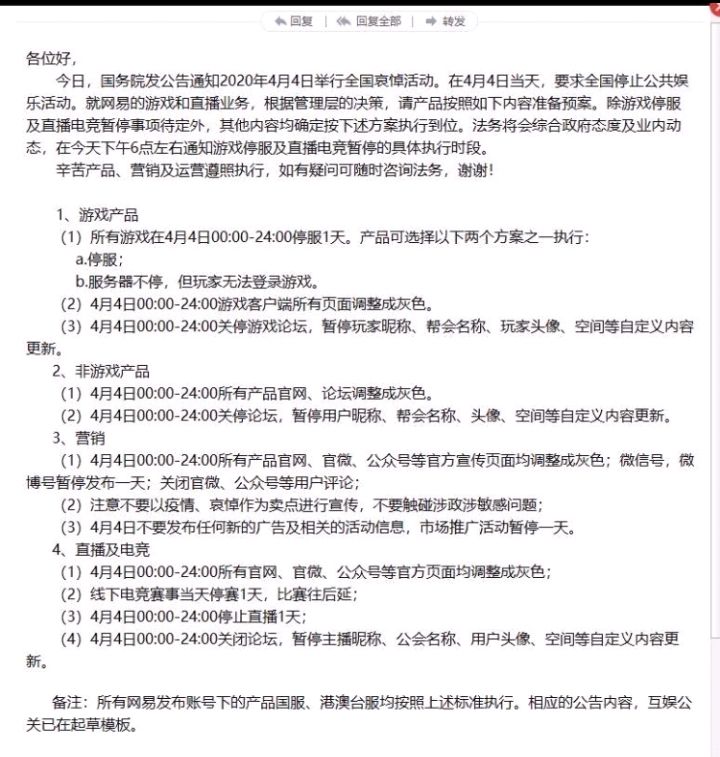 回复 | 回复全部 | 转发
各位好，
今日，国务院发公告通知2020年4月4日举行全国哀悼活动。在4月4日当天，要求全国停止公共娱
乐活动。就网易的游戏和直播业务，根据管理层的决策，请产品按照如下内容准备预案。除游戏停服
及直播电竞暂停事项待定外，其他内容均确定按下述方案执行到位。法务将会综合政府态度及业内动
态，在今天下午6点左右通知游戏停服及直播电竞暂停的具体执行时段。
辛苦产品、营销及运营遵照执行，如有疑问可随时咨询法务，谢谢！
1、游戏产品
（1）所有游戏在4月4日00:00-24:00停服1天。产品可选择以下两个方案之一执行：
a.停服；
b.服务器不停，但玩家无法登录游戏。
（2）4月4日00:00-24:00游戏客户端所有页面调整成灰色。
（3）4月4日00:00-24:00关停游戏论坛，暂停玩家昵称、帮会名称、玩家头像、空间等自定义内容
更新。
2、非游戏产品
（1）4月4日00:00-24:00所有产品官网、论坛调整成灰色。
（2）4月4日00:00-24:00关停论坛，暂停用户昵称、帮会名称、头像、空间等自定义内容更新。
3、营销
（1）4月4日00:00-24:00所有产品官网、官微、公众号等官方宣传页面均调整成灰色；微信号，微
博号暂停发布一天；关闭官微、公众号等用户评论；
（2）注意不要以疫情、哀悼作为卖点进行宣传，不要触碰涉政涉敏感问题；
（3）4月4日不要发布任何新的广告及相关的活动信息，市场推广活动暂停一天。
4、直播及电竞
（1）4月4日00:00-24:00所有官网、官微、公众号等官方页面均调整成灰色；
（2）线下电竞赛事当天停赛1天，比赛往后延；
（3）4月4日00:00-24:00停止直播1天；
（4）4月4日00:00-24:00关闭论坛，暂停主播昵称、公会名称、用户头像、空间等自定义内容更
新。
备注：所有网易发布账号下的产品国服、港澳台服均按照上述标准执行。相应的公告内容，互娱公
关已在起草模板。